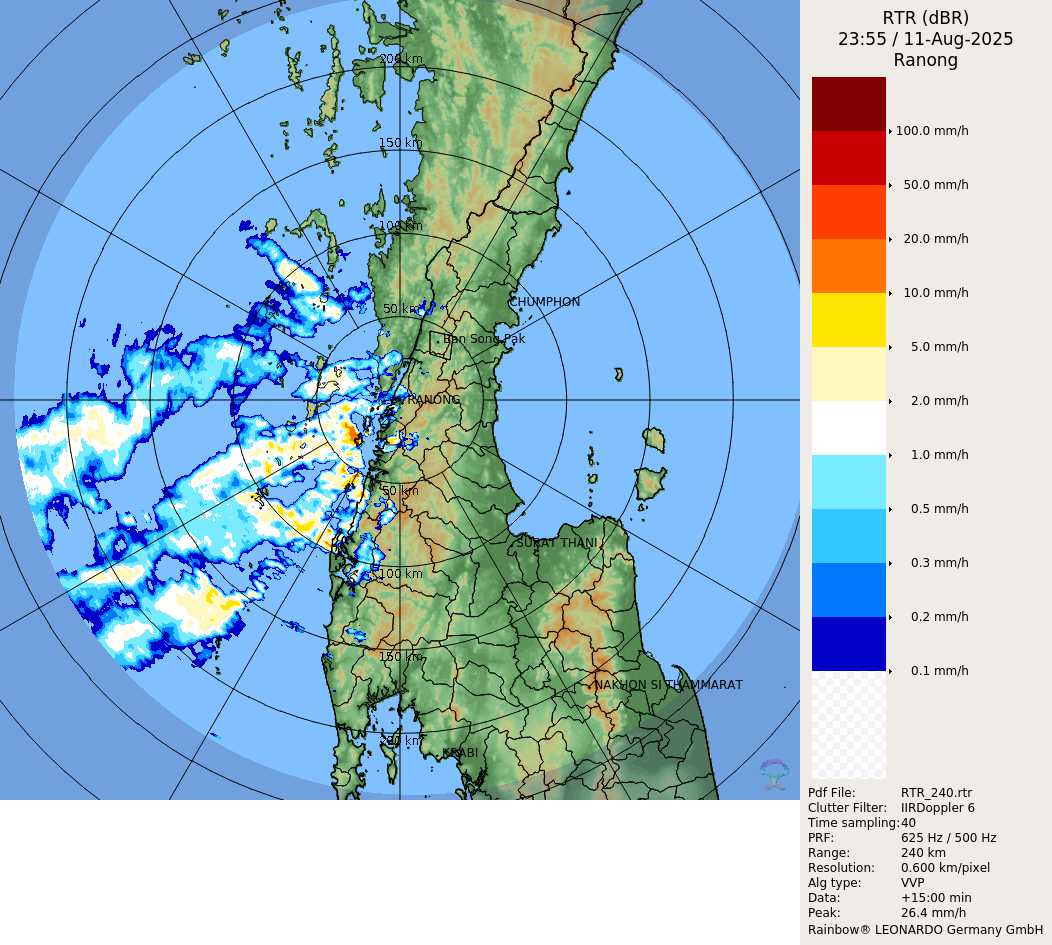 RTR (dBR)
23:55 / 11-Aug-2025
Ranong
200 km
150 km
100 km
50 km
CHUMPHON
Ban Song Pak
RANONG
50 km
SURAT THANI
100 km
150 km
NAKHON SI THAMMARAT
200 km
KRABI
100.0 mm/h
50.0 mm/h
20.0 mm/h
10.0 mm/h
5.0 mm/h
2.0 mm/h
1.0 mm/h
0.5 mm/h
0.3 mm/h
0.2 mm/h
0.1 mm/h
Pdf File: RTR_240.rtr
Clutter Filter: IIRDoppler 6
Time sampling: 40
PRF: 625 Hz / 500 Hz
Range: 240 km
Resolution: 0.600 km/pixel
Alg type: VVP
Data: +15:00 min
Peak: 26.4 mm/h
Rainbow® LEONARDO Germany GmbH